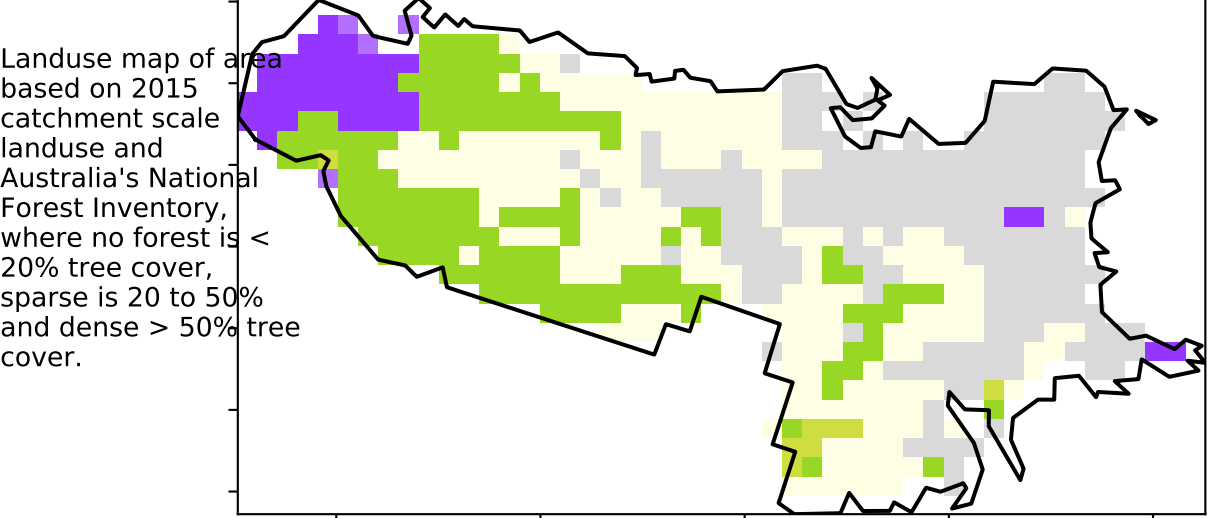 Landuse map of area
based on 2015
catchment scale
landuse and
Australia's National
Forest Inventory,
where no forest is <
20% tree cover,
sparse is 20 to 50%
and dense > 50% tree
cover.